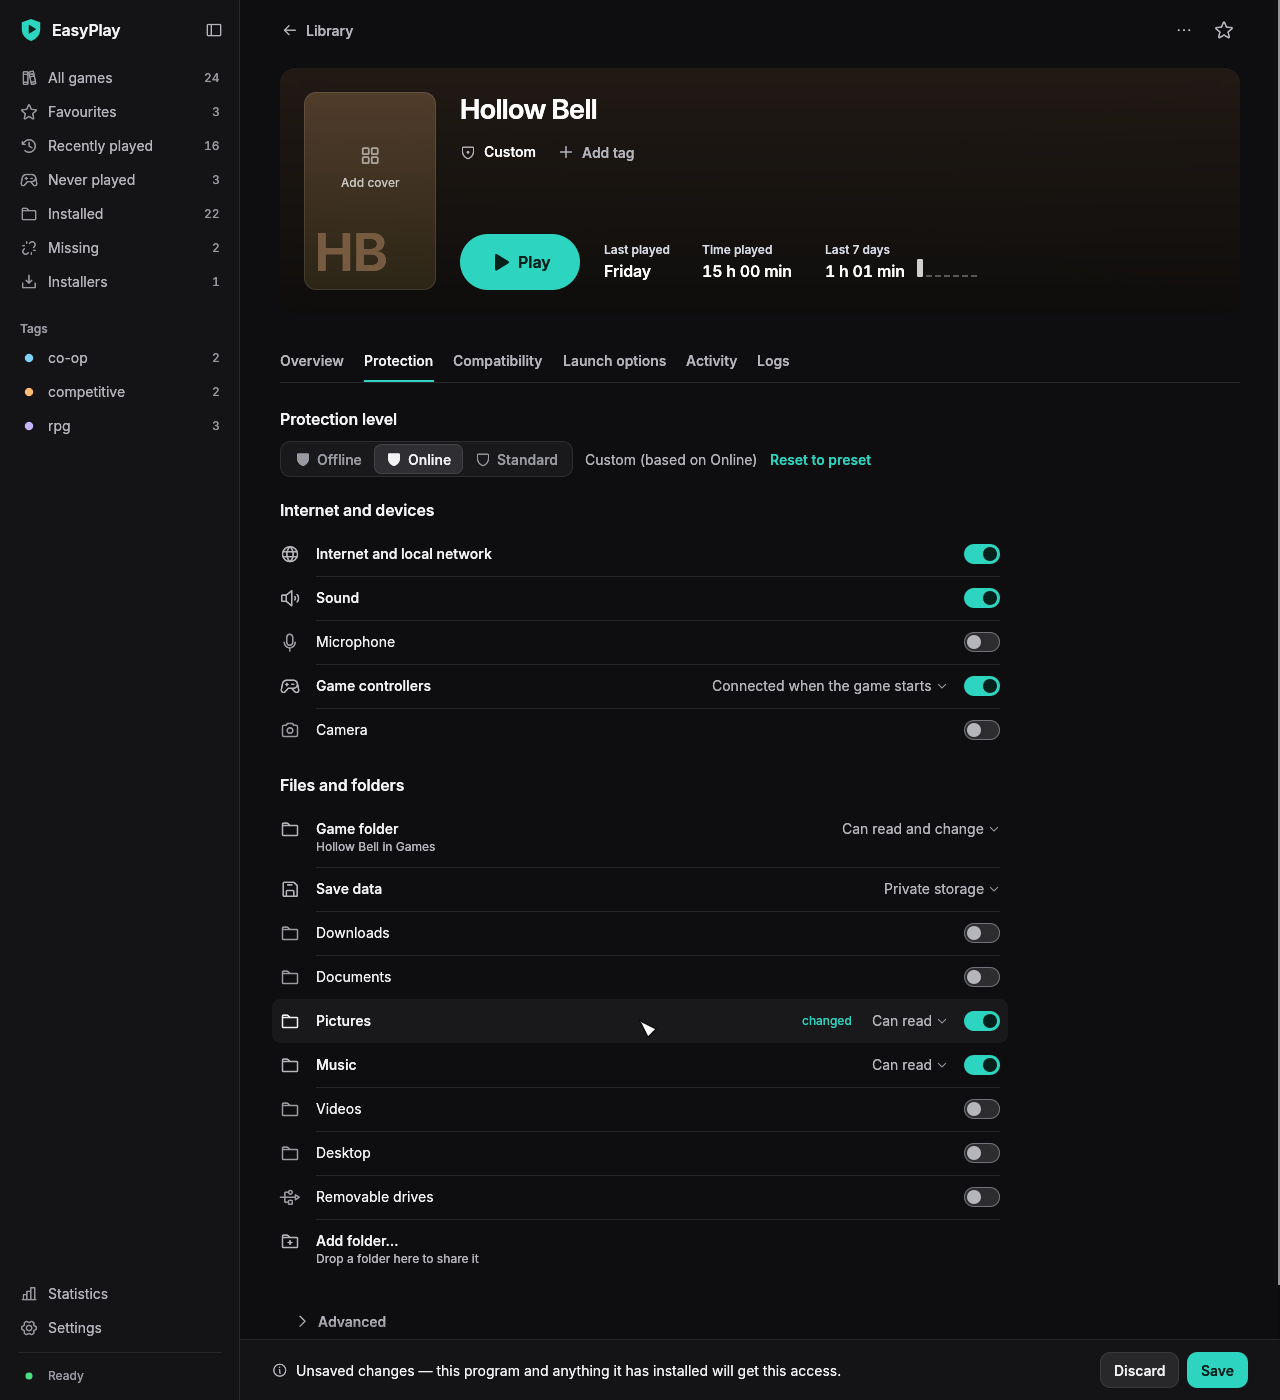 EasyPlay
All games 24
Favourites 3
Recently played 16
Never played 3
Installed 22
Missing 2
Installers 1
Tags
co-op 2
competitive 2
rpg 3
Statistics
Settings
Ready
Library
Add cover
HB
Hollow Bell
Custom Add tag
Play
Last played
Friday
Time played
15 h 00 min
Last 7 days
1 h 01 min
Overview Protection Compatibility Launch options Activity Logs
Protection level
Offline Online Standard Custom (based on Online) Reset to preset
Internet and devices
Internet and local network
Sound
Microphone
Game controllers Connected when the game starts
Camera
Files and folders
Game folder Can read and change
Hollow Bell in Games
Save data Private storage
Downloads
Documents
Pictures changed Can read
Music Can read
Videos
Desktop
Removable drives
Add folder...
Drop a folder here to share it
Advanced
Unsaved changes — this program and anything it has installed will get this access. Discard Save